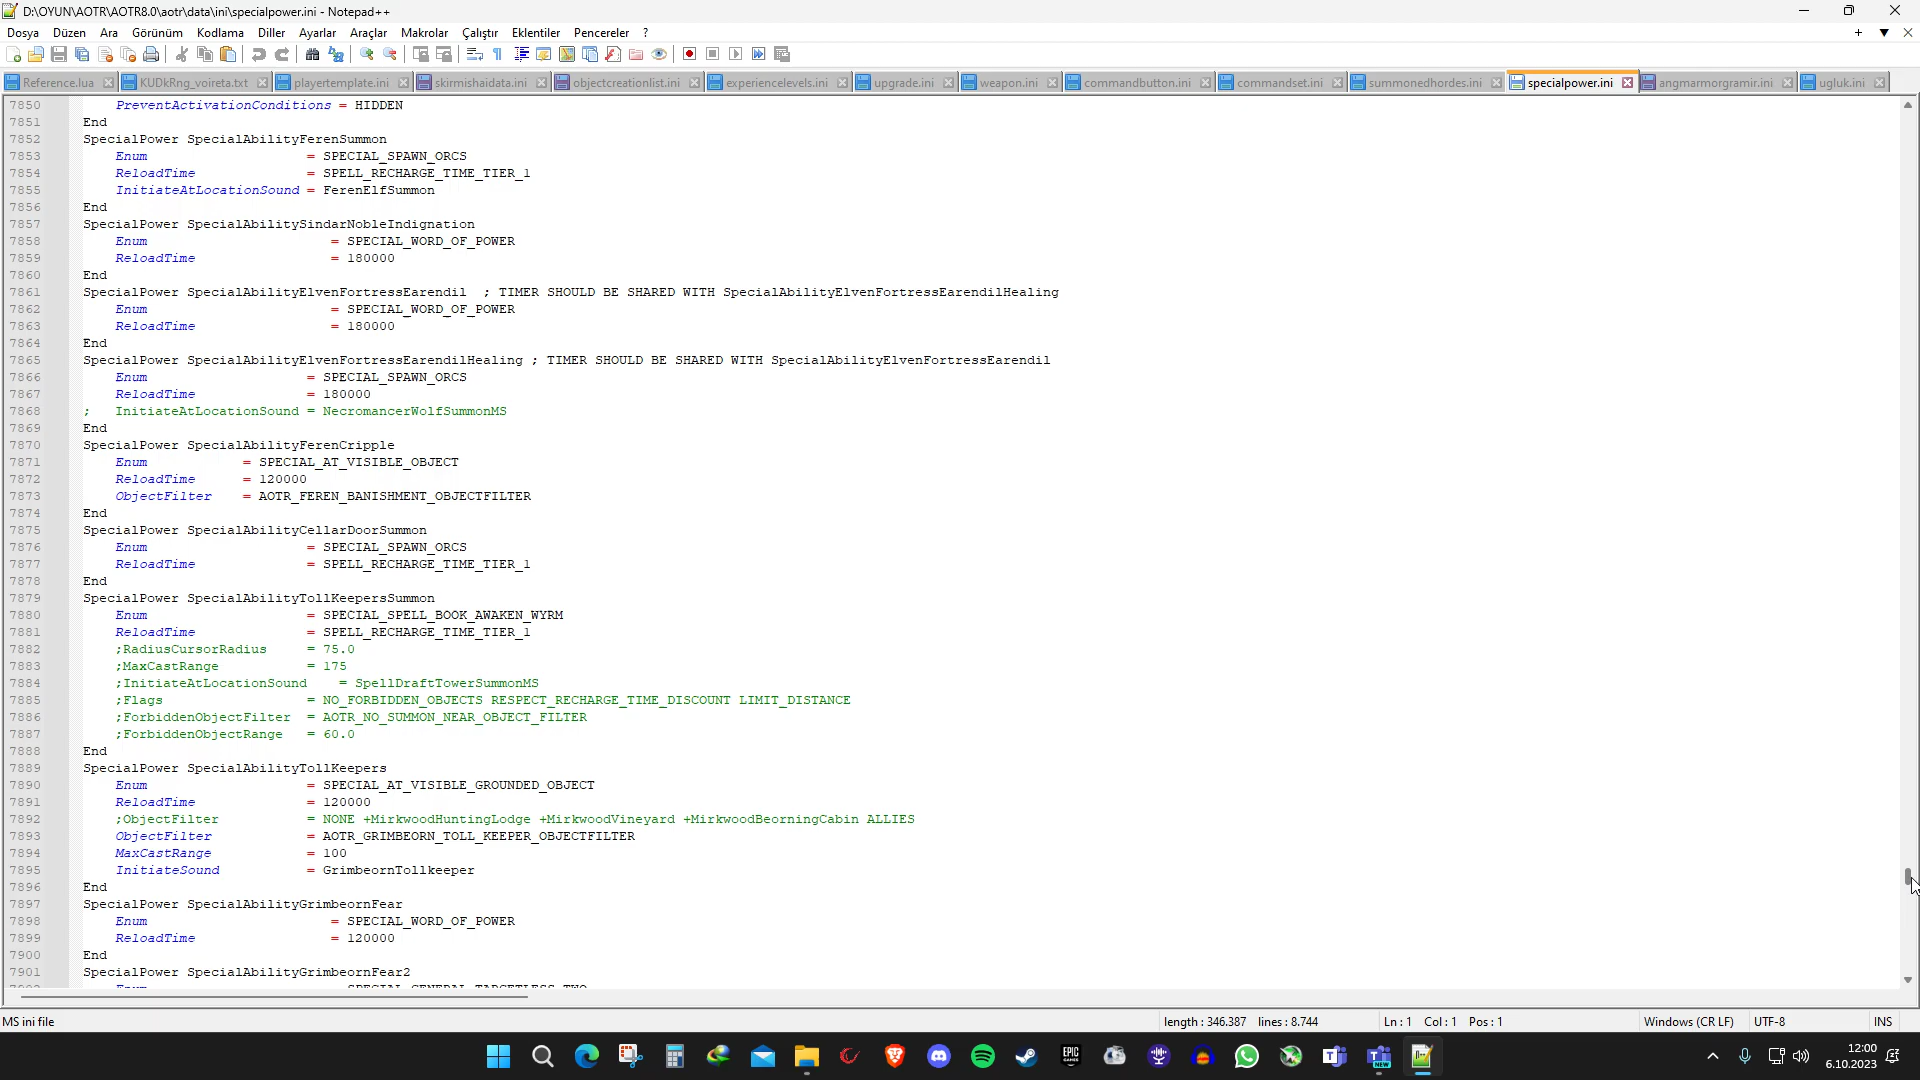 D:\OYUN\AOTR\AOTR8.0\aotr\data\ini\specialpower.ini - Notepad++
Dosya Düzen Ara Görünüm Kodlama Diller Ayarlar Araçlar Makrolar Çalıştır Eklentiler Pencereler ?
Reference.lua KUDkRng_voireta.txt playertemplate.ini skirmishaidata.ini objectcreationlist.ini experiencelevels.ini upgrade.ini weapon.ini commandbutton.ini commandset.ini summonedhordes.ini specialpower.ini angmarmorgramir.ini ugluk.ini
7850 PreventActivationConditions = HIDDEN
7851 End
7852 SpecialPower SpecialAbilityFerenSummon
7853 Enum = SPECIAL_SPAWN_ORCS
7854 ReloadTime = SPELL_RECHARGE_TIME_TIER_1
7855 InitiateAtLocationSound = FerenElfSummon
7856 End
7857 SpecialPower SpecialAbilitySindarNobleIndignation
7858 Enum = SPECIAL_WORD_OF_POWER
7859 ReloadTime = 180000
7860 End
7861 SpecialPower SpecialAbilityElvenFortressEarendil ; TIMER SHOULD BE SHARED WITH SpecialAbilityElvenFortressEarendilHealing
7862 Enum = SPECIAL_WORD_OF_POWER
7863 ReloadTime = 180000
7864 End
7865 SpecialPower SpecialAbilityElvenFortressEarendilHealing ; TIMER SHOULD BE SHARED WITH SpecialAbilityElvenFortressEarendil
7866 Enum = SPECIAL_SPAWN_ORCS
7867 ReloadTime = 180000
7868 ; InitiateAtLocationSound = NecromancerWolfSummonMS
7869 End
7870 SpecialPower SpecialAbilityFerenCripple
7871 Enum = SPECIAL_AT_VISIBLE_OBJECT
7872 ReloadTime = 120000
7873 ObjectFilter = AOTR_FEREN_BANISHMENT_OBJECTFILTER
7874 End
7875 SpecialPower SpecialAbilityCellarDoorSummon
7876 Enum = SPECIAL_SPAWN_ORCS
7877 ReloadTime = SPELL_RECHARGE_TIME_TIER_1
7878 End
7879 SpecialPower SpecialAbilityTollKeepersSummon
7880 Enum = SPECIAL_SPELL_BOOK_AWAKEN_WYRM
7881 ReloadTime = SPELL_RECHARGE_TIME_TIER_1
7882 ;RadiusCursorRadius = 75.0
7883 ;MaxCastRange = 175
7884 ;InitiateAtLocationSound = SpellDraftTowerSummonMS
7885 ;Flags = NO_FORBIDDEN_OBJECTS RESPECT_RECHARGE_TIME_DISCOUNT LIMIT_DISTANCE
7886 ;ForbiddenObjectFilter = AOTR_NO_SUMMON_NEAR_OBJECT_FILTER
7887 ;ForbiddenObjectRange = 60.0
7888 End
7889 SpecialPower SpecialAbilityTollKeepers
7890 Enum = SPECIAL_AT_VISIBLE_GROUNDED_OBJECT
7891 ReloadTime = 120000
7892 ;ObjectFilter = NONE +MirkwoodHuntingLodge +MirkwoodVineyard +MirkwoodBeorningCabin ALLIES
7893 ObjectFilter = AOTR_GRIMBEORN_TOLL_KEEPER_OBJECTFILTER
7894 MaxCastRange = 100
7895 InitiateSound = GrimbeornTollkeeper
7896 End
7897 SpecialPower SpecialAbilityGrimbeornFear
7898 Enum = SPECIAL_WORD_OF_POWER
7899 ReloadTime = 120000
7900 End
7901 SpecialPower SpecialAbilityGrimbeornFear2
MS ini file length : 346.387 lines : 8.744 Ln : 1 Col : 1 Pos : 1 Windows (CR LF) UTF-8 INS
EPIC GAMES NEW 12:00
6.10.2023